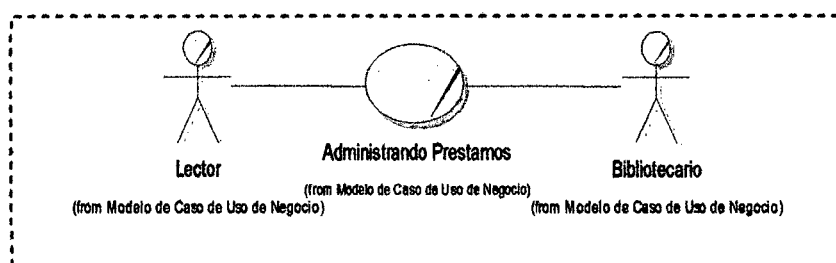 Lector
Administrando Prestamos
Bibliotecario
(from Modelo de Caso de Uso de Negocio)
(from Modelo de Caso de Uso de Negocio)
(from Modelo de Caso de Uso de Negocio)